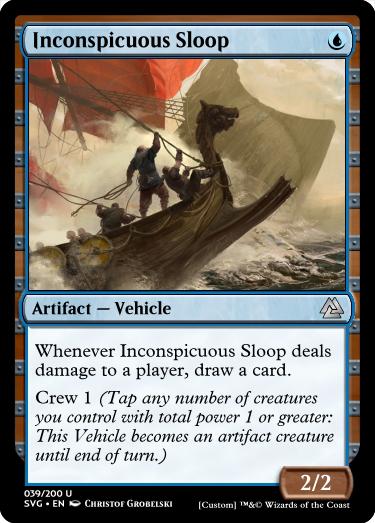 Inconspicuous Sloop
Artifact — Vehicle
Whenever Inconspicuous Sloop deals
damage to a player, draw a card.
Crew 1 (Tap any number of creatures
you control with total power 1 or greater:
This Vehicle becomes an artifact creature
until end of turn.)
2/2
039/200 U
SVG • EN Christof Grobelski
[Custom] ™&© Wizards of the Coast